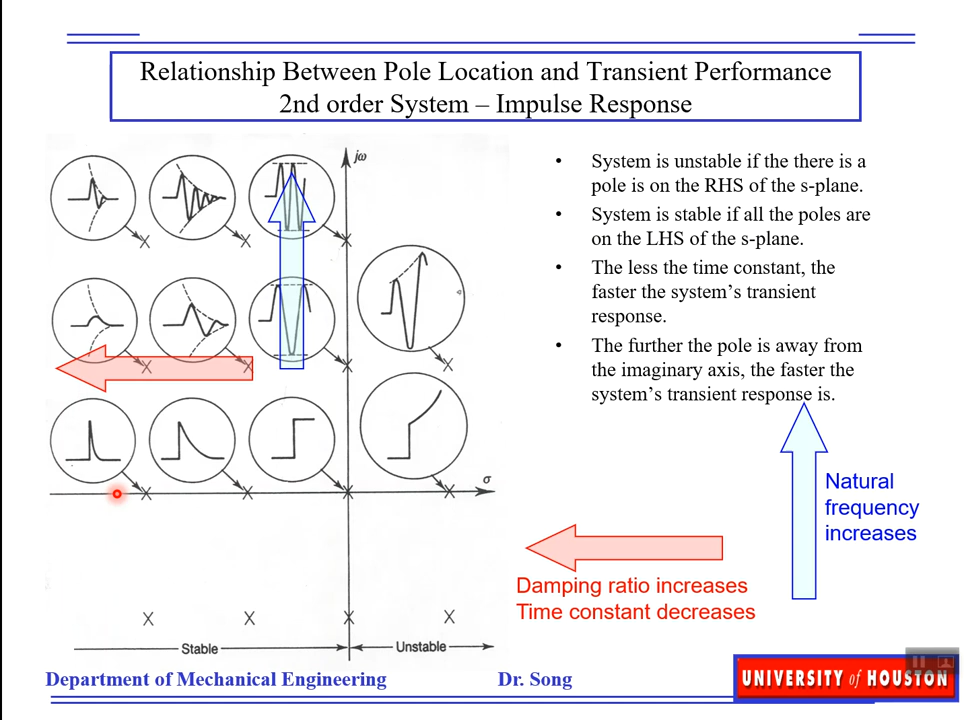 Relationship Between Pole Location and Transient Performance
2nd order System – Impulse Response
jω
σ
• System is unstable if the there is a
pole is on the RHS of the s-plane.
• System is stable if all the poles are
on the LHS of the s-plane.
• The less the time constant, the
faster the system's transient
response.
• The further the pole is away from
the imaginary axis, the faster the
system's transient response is.
Natural
frequency
increases
Damping ratio increases
Time constant decreases
Stable
Unstable
Department of Mechanical Engineering
Dr. Song
UNIVERSITY of HOUSTON